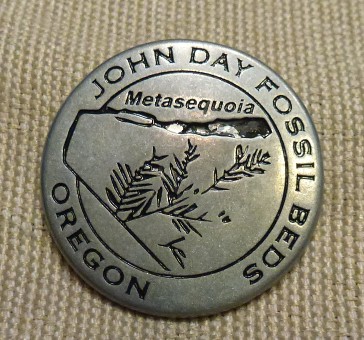 JOHN DAY FOSSIL BEDS
Metasequoia
OREGON